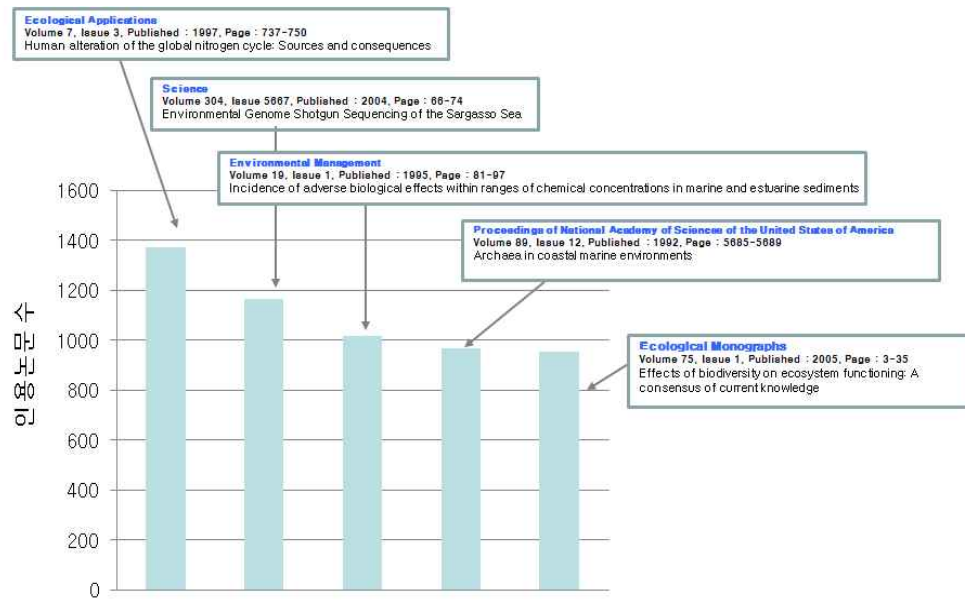 Ecological Applications
Volume 7, Issue 3, Published : 1997, Page : 737-750
Human alteration of the global nitrogen cycle: Sources and consequences
Science
Volume 304, Issue 5667, Published : 2004, Page : 66-74
Environmental Genome Shotgun Sequencing of the Sargasso Sea
Environmental Management
Volume 19, Issue 1, Published : 1995, Page : 81-97
Incidence of adverse biological effects within ranges of chemical concentrations in marine and estuarine sediments
Proceedings of National Academy of Sciences of the United States of America
Volume 89, Issue 12, Published : 1992, Page : 5685-5689
Archaea in coastal marine environments
Ecological Monographs
Volume 75, Issue 1, Published : 2005, Page : 3-35
Effects of biodiversity on ecosystem functioning: A
consensus of current knowledge
인용논문수
1600
1400
1200
1000
800
600
400
200
0